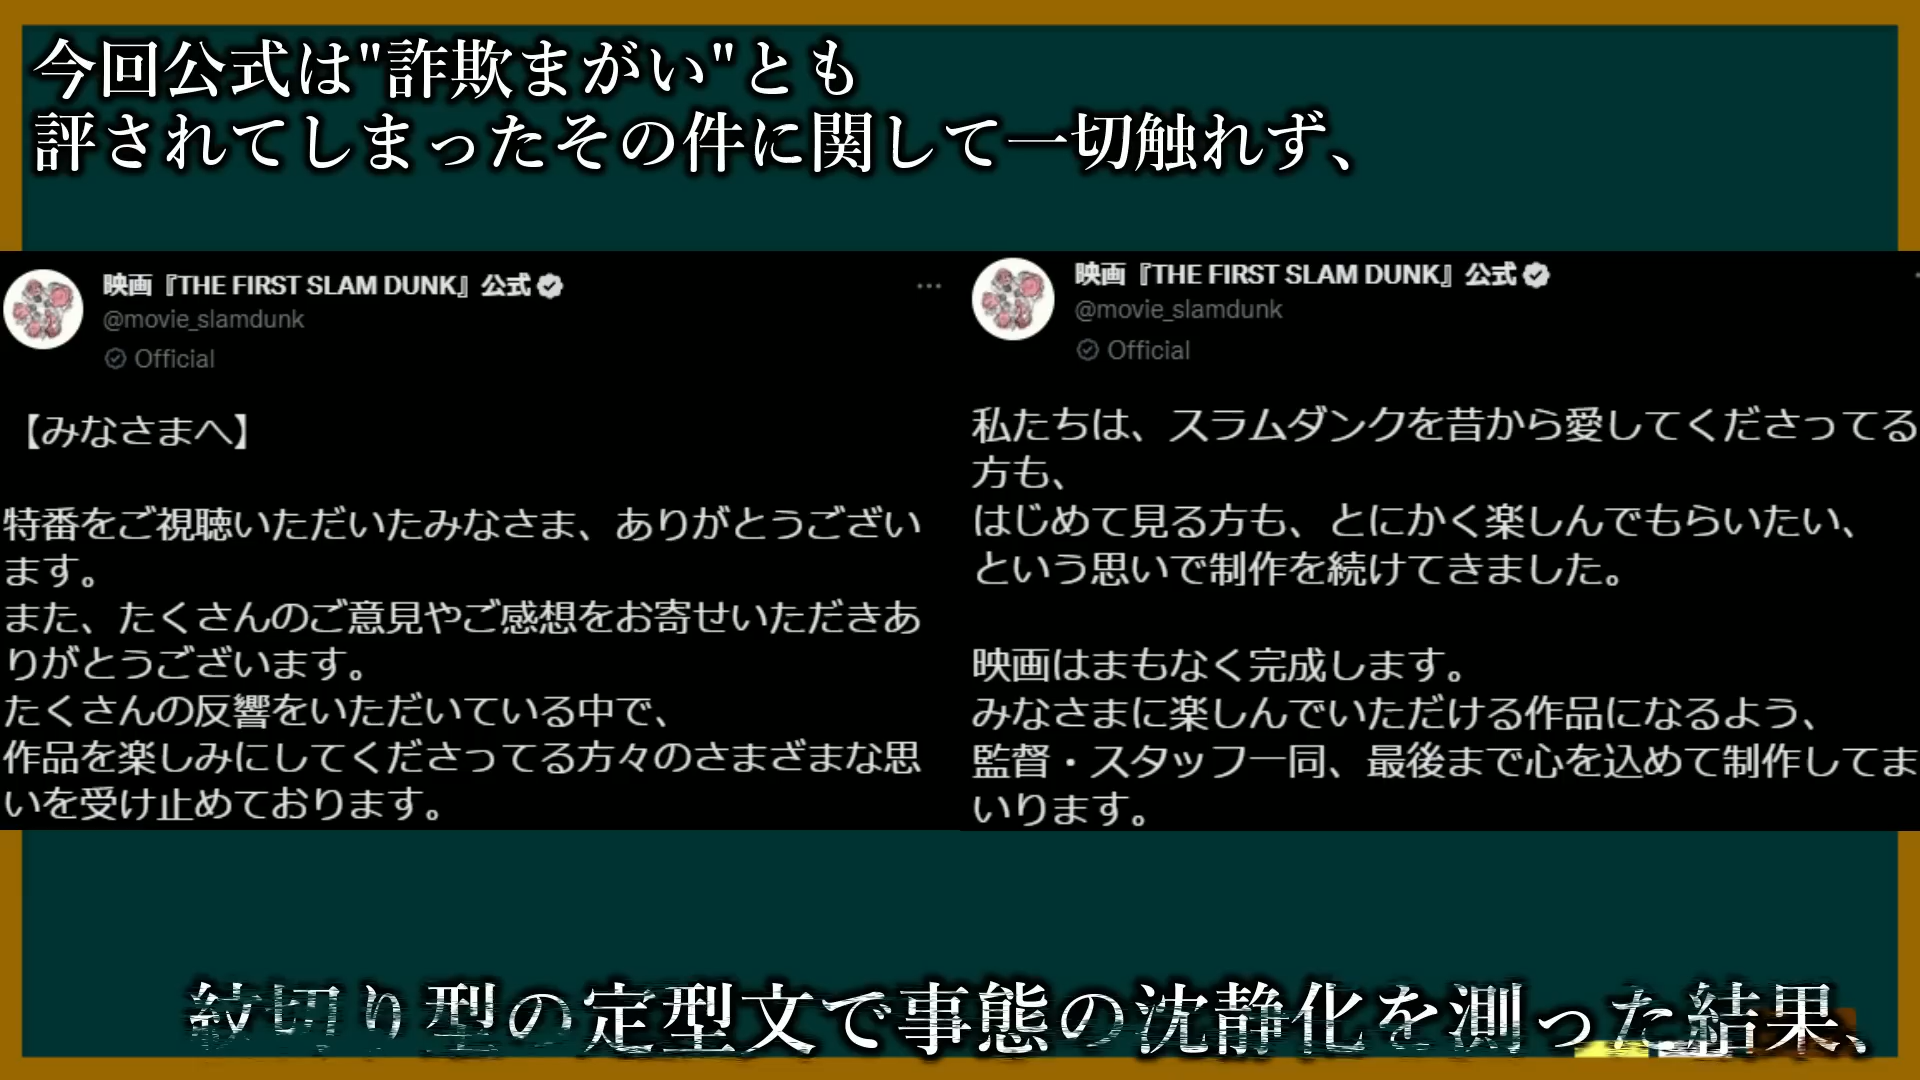 今回公式は"詐欺まがい"とも
評されてしまったその件に関して一切触れず、
映画『THE FIRST SLAM DUNK』公式
@movie_slamdunk
Official
【みなさまへ】
特番をご視聴いただいたみなさま、ありがとうござい
ます。
また、たくさんのご意見やご感想をお寄せいただきあ
りがとうございます。
たくさんの反響をいただいている中で、
作品を楽しみにしてくださってる方々のさまざまな思
いを受け止めております。
映画『THE FIRST SLAM DUNK』公式
@movie_slamdunk
Official
私たちは、スラムダンクを昔から愛してくださってる
方も、
はじめて見る方も、とにかく楽しんでもらいたい、
という思いで制作を続けてきました。
映画はまもなく完成します。
みなさまに楽しんでいただける作品になるよう、
監督・スタッフ一同、最後まで心を込めて制作してま
いります。
紋切り型の定型文で事態の沈静化を測った結果、